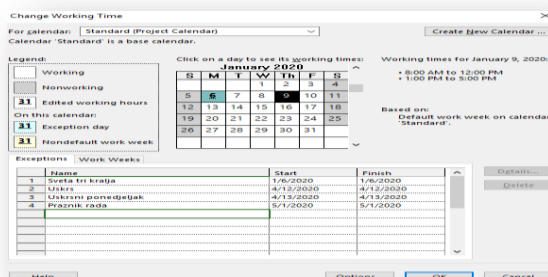 Change Working Time
For calendar: Standard (Project Calendar)
Create New Calendar ...
Calendar 'Standard' is a base calendar.
Legend:
Working
Nonworking
31 Edited working hours
On this calendar:
31 Exception day
31 Nondefault work week
Click on a day to see its working times:
January 2020
S M T W Th F S
1 2 3 4
5 6 7 8 9 10 11
12 13 14 15 16 17 18
19 20 21 22 23 24 25
26 27 28 29 30 31
Working times for January 9, 2020:
• 8:00 AM to 12:00 PM
• 1:00 PM to 5:00 PM
Based on:
Default work week on calendar
'Standard'.
Exceptions Work Weeks
Name Start Finish
1 Sveta tri kralja 1/6/2020 1/6/2020
2 Uskrs 4/12/2020 4/12/2020
3 Uskrsni ponedjeljak 4/13/2020 4/13/2020
4 Praznik rada 5/1/2020 5/1/2020
Details...
Delete
Help Options... OK Cancel